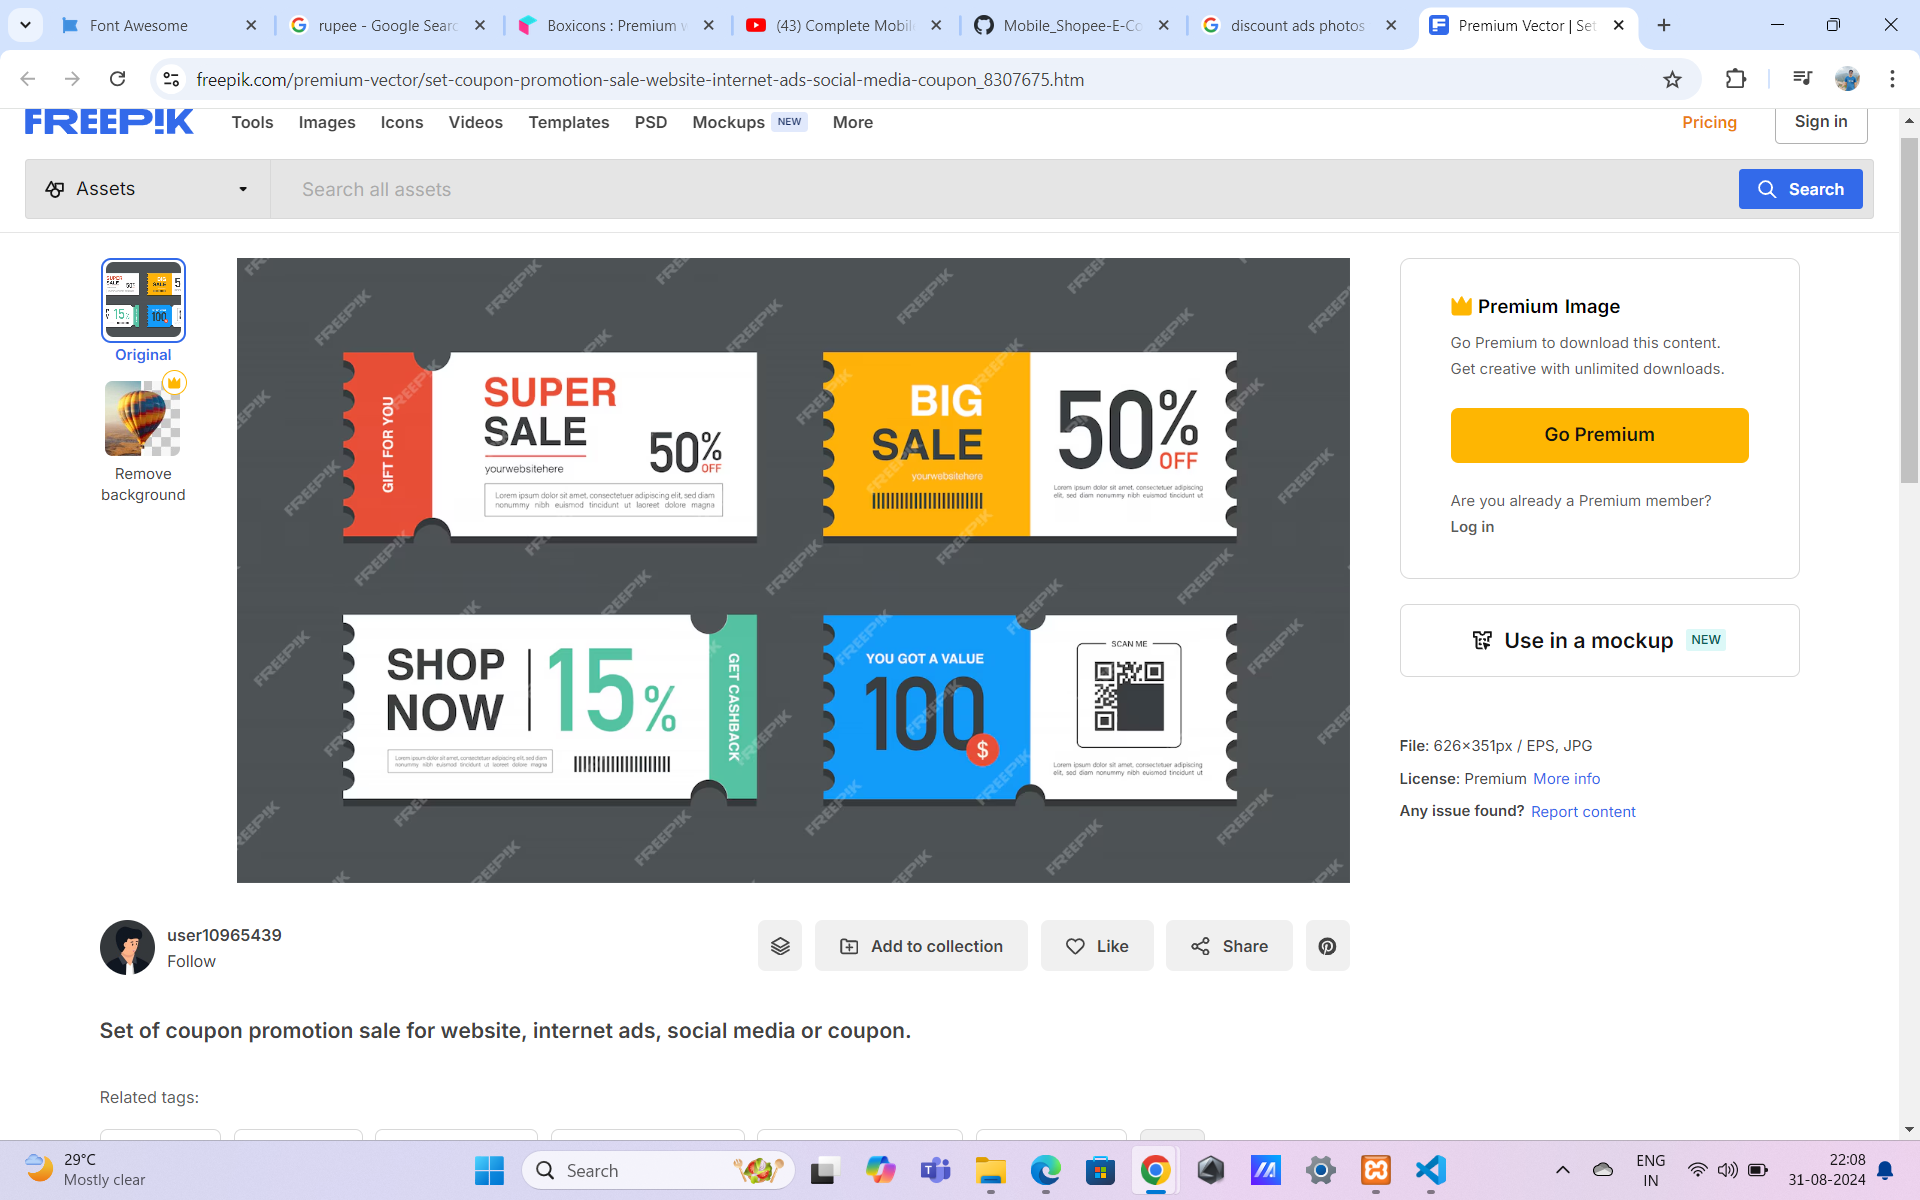 Font Awesome
rupee - Google Searc
Boxicons : Premium w
(43) Complete Mobil
Mobile_Shopee-E-Co
discount ads photos
Premium Vector | Set
freepik.com/premium-vector/set-coupon-promotion-sale-website-internet-ads-social-media-coupon_8307675.htm
FREEP!K
Tools Images Icons Videos Templates PSD Mockups NEW More
Pricing
Sign in
Assets
Search all assets
Search
Original
Remove
background
GIFT FOR YOU
SUPER
SALE
yourwebsitehere
50%
OFF
Lorem ipsum dolor sit amet, consectetuer adipiscing elit, sed diam
nonummy nibh euismod tincidunt ut laoreet dolore magna
BIG
SALE
yourwebsitehere
50%
OFF
Lorem ipsum dolor sit amet, consectetuer adipiscing
elit, sed diam nonummy nibh euismod tincidunt ut
SHOP
NOW
15%
Lorem ipsum dolor sit amet, consectetuer adipiscing elit, sed diam
nonummy nibh euismod tincidunt ut laoreet dolore magna
GET CASHBACK
YOU GOT A VALUE
100
$
SCAN ME
Lorem ipsum dolor sit amet, consectetuer adipiscing
elit, sed diam nonummy nibh euismod tincidunt ut
FREEP!K
Premium Image
Go Premium to download this content.
Get creative with unlimited downloads.
Go Premium
Are you already a Premium member?
Log in
Use in a mockup NEW
File: 626×351px / EPS, JPG
License: Premium More info
Any issue found? Report content
user10965439
Follow
Add to collection
Like
Share
Set of coupon promotion sale for website, internet ads, social media or coupon.
Related tags:
29°C
Mostly clear
Search
ENG
IN
22:08
31-08-2024